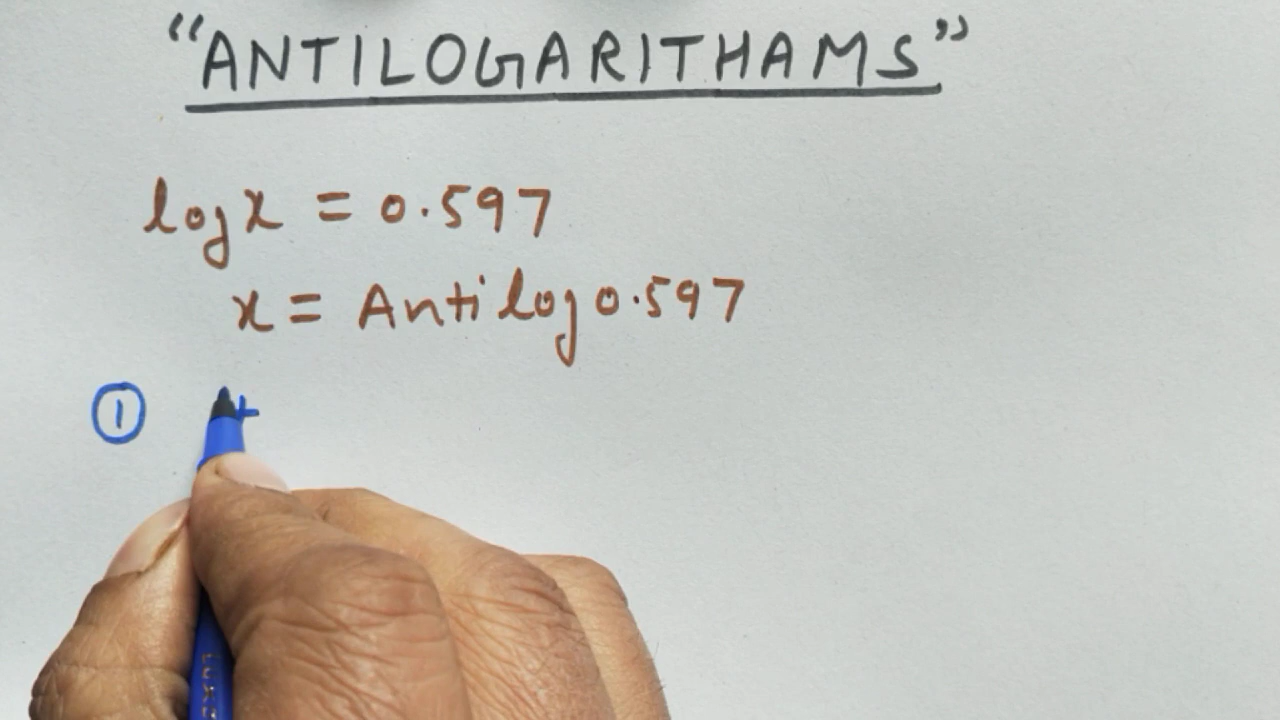 “ANTILOGARITHAMS”
log x = 0.597
x = Antilog 0.597
①